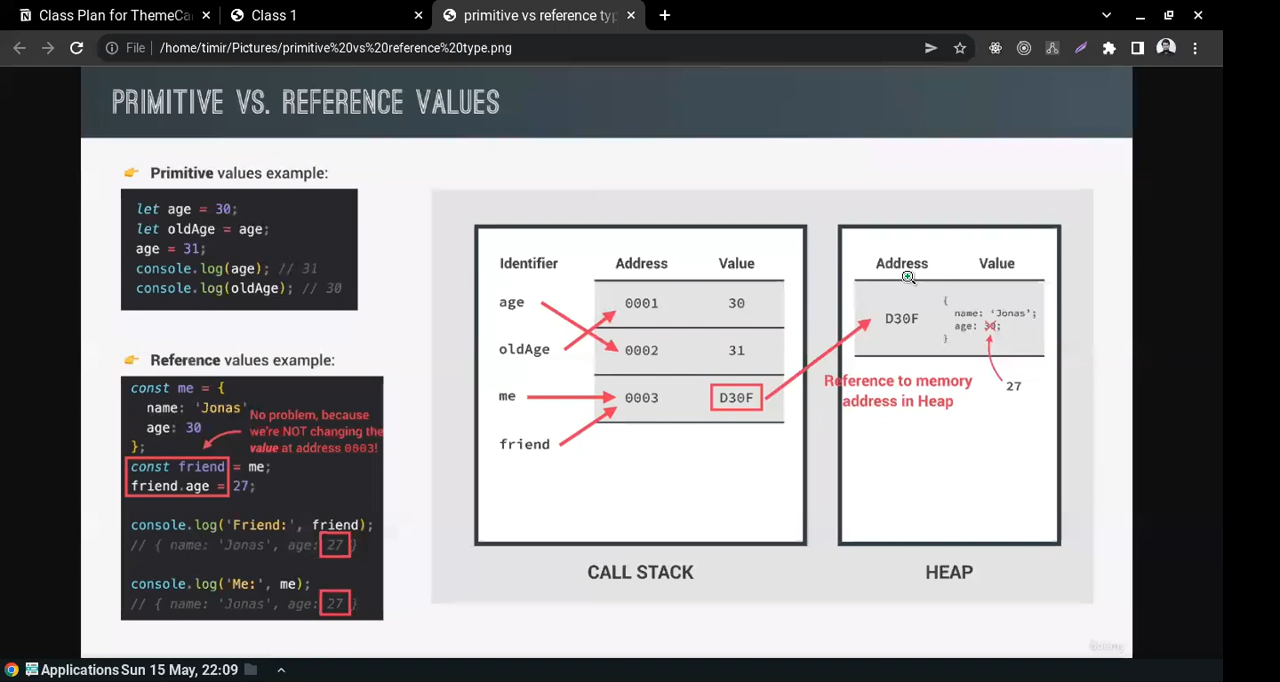 Class Plan for ThemeCa
Class 1
primitive vs reference typ
File
/home/timir/Pictures/primitive%20vs%20reference%20type.png
PRIMITIVE VS. REFERENCE VALUES
Primitive values example:
let age = 30;
let oldAge = age;
age = 31;
console.log(age); // 31
console.log(oldAge); // 30
Reference values example:
const me = {
name: 'Jonas'
age: 30
};
const friend = me;
friend.age = 27;
No problem, because
we're NOT changing the
value at address 0003!
console.log('Friend:', friend);
// { name: 'Jonas', age: 27 }
console.log('Me:', me);
// { name: 'Jonas', age: 27 }
Identifier Address Value
age 0001 30
oldAge 0002 31
me 0003 D30F
friend
CALL STACK
Address Value
D30F
{
name: 'Jonas';
age: 30;
}
27
Reference to memory
address in Heap
HEAP
Udemy
Applications Sun 15 May, 22:09